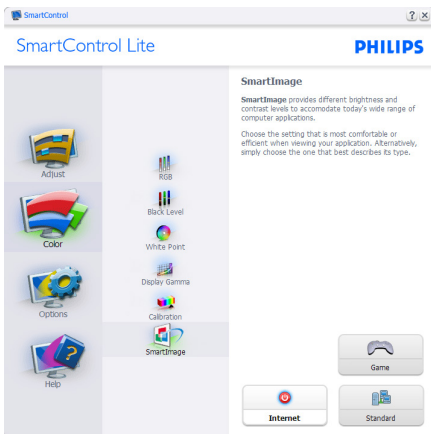 SmartControl
SmartControl Lite
PHILIPS
Adjust
Color
Options
Help
RGB
Black Level
White Point
Display Gamma
Calibration
SmartImage
SmartImage
SmartImage provides different brightness and
contrast levels to accomodate today's wide range of
computer applications.
Choose the setting that is most comfortable or
efficient when viewing your application. Alternatively,
simply choose the one that best describes its type.
Game
Internet
Standard